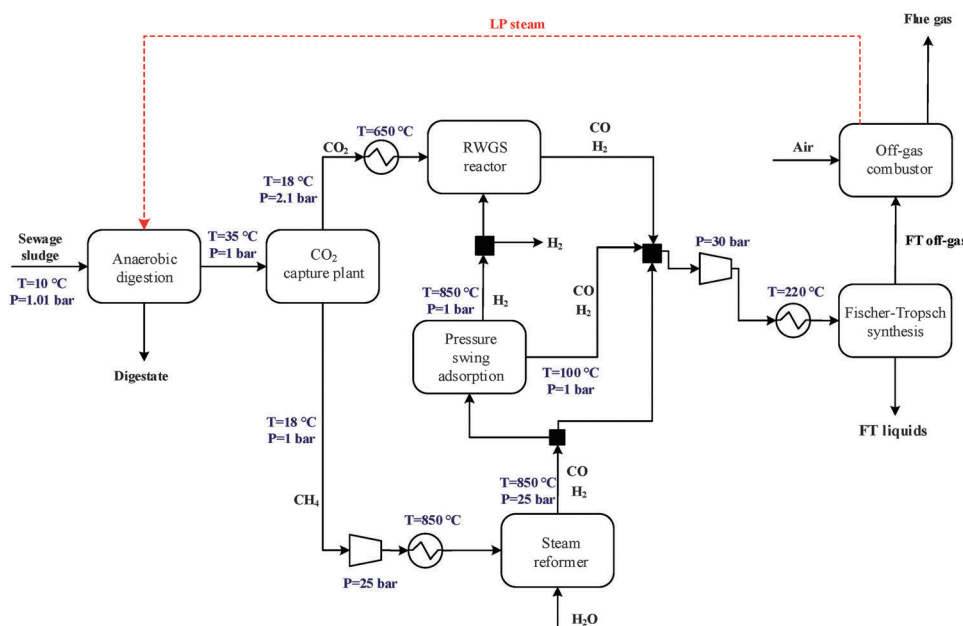 LP steam
Flue gas
T=650 °C
CO₂
RWGS
reactor
CO
H₂
Air
Off-gas
combustor
T=18 °C
P=2.1 bar
Sewage
sludge
T=10 °C
P=1.01 bar
Anaerobic
digestion
T=35 °C
P=1 bar
CO₂
capture plant
H₂
P=30 bar
FT off-gas
T=850 °C
P=1 bar
H₂
CO
H₂
T=220 °C
Fischer-Tropsch
synthesis
Digestate
Pressure
swing
adsorption
T=100 °C
P=1 bar
FT liquids
T=18 °C
P=1 bar
CH₄
T=850 °C
P=25 bar
CO
H₂
T=850 °C
P=25 bar
Steam
reformer
H₂O